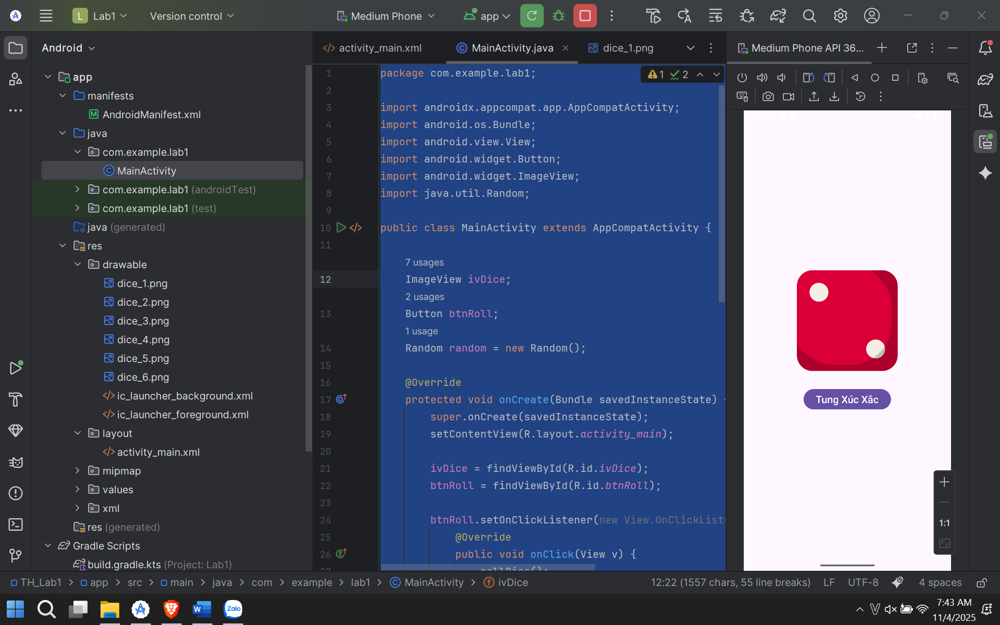 L Lab1
Version control
Medium Phone
app
Android
activity_main.xml
MainActivity.java
dice_1.png
Medium Phone API 36...
app
manifests
AndroidManifest.xml
java
com.example.lab1
MainActivity
com.example.lab1 (androidTest)
com.example.lab1 (test)
java (generated)
res
drawable
dice_1.png
dice_2.png
dice_3.png
dice_4.png
dice_5.png
dice_6.png
ic_launcher_background.xml
ic_launcher_foreground.xml
layout
activity_main.xml
mipmap
values
xml
res (generated)
Gradle Scripts
build.gradle.kts (Project: Lab1)
1 package com.example.lab1;
1 2
2
3 import androidx.appcompat.app.AppCompatActivity;
4 import android.os.Bundle;
5 import android.view.View;
6 import android.widget.Button;
7 import android.widget.ImageView;
8 import java.util.Random;
9
10 public class MainActivity extends AppCompatActivity {
11
7 usages
12 ImageView ivDice;
2 usages
13 Button btnRoll;
1 usage
14 Random random = new Random();
15
16 @Override
17 protected void onCreate(Bundle savedInstanceState)
18 super.onCreate(savedInstanceState);
19 setContentView(R.layout.activity_main);
20
21 ivDice = findViewById(R.id.ivDice);
22 btnRoll = findViewById(R.id.btnRoll);
23
24 btnRoll.setOnClickListener(new View.OnClickListe
25 @Override
26 public void onClick(View v) {
27 rollDice();
Tung Xúc Xắc
1:1
TH_Lab1 > app > src > main > java > com > example > lab1 > MainActivity > ivDice
12:22 (1557 chars, 55 line breaks)
LF
UTF-8
4 spaces
Zalo
7:43 AM
11/4/2025